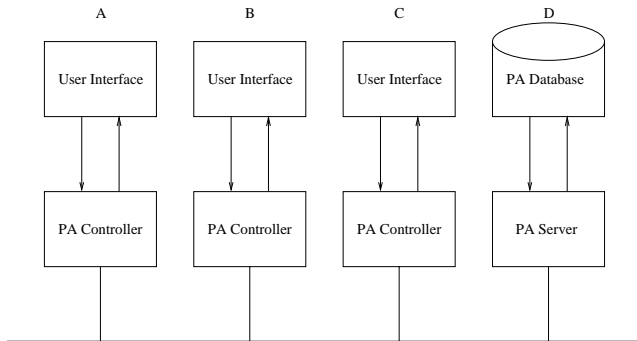 A B C D
User Interface User Interface User Interface PA Database
PA Controller PA Controller PA Controller PA Server